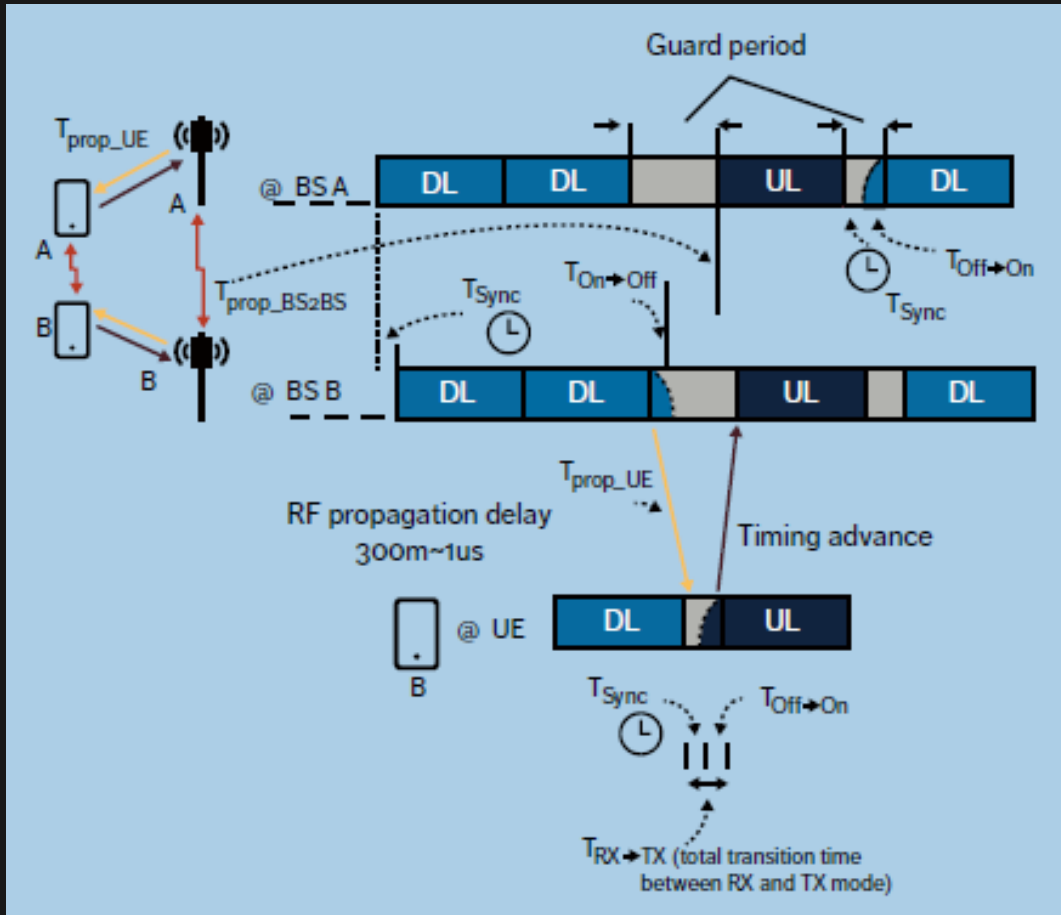 Guard period
Tprop_UE
@ BS A
DL
DL
UL
DL
A
A
TOn→Off
TOff→On
TSync
Tprop_BS2BS
TSync
B
B
@ BS B
DL
DL
UL
DL
Tprop_UE
RF propagation delay
300m~1us
Timing advance
@ UE
DL
UL
B
TSync
TOff→On
TRX→TX (total transition time
between RX and TX mode)